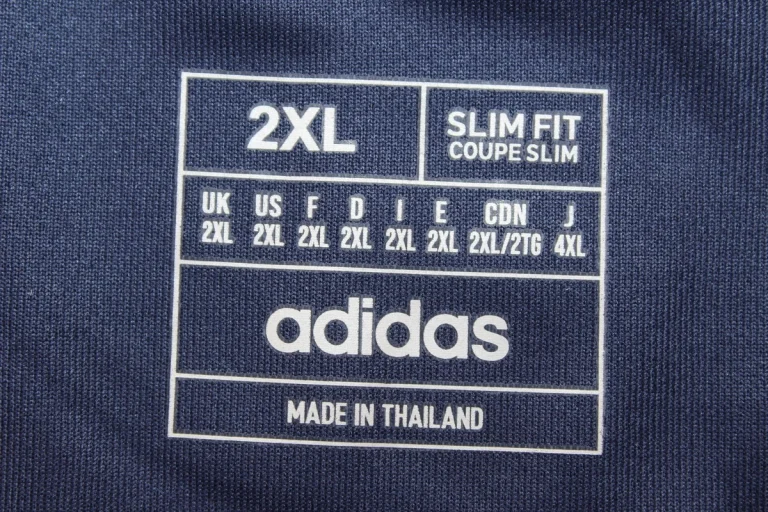 2XL
SLIM FIT
COUPE SLIM
UK US F D I E CDN J
2XL 2XL 2XL 2XL 2XL 2XL 2XL/2TG 4XL
adidas
MADE IN THAILAND